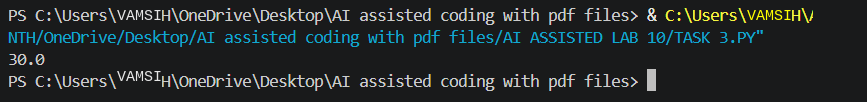 PS C:\Users\VAMSIH\OneDrive\Desktop\AI assisted coding with pdf files> & C:\Users\VAMSIH\A
NTH/OneDrive/Desktop/AI assisted coding with pdf files/AI ASSISTED LAB 10/TASK 3.PY"
30.0
PS C:\Users\VAMSIH\OneDrive\Desktop\AI assisted coding with pdf files>